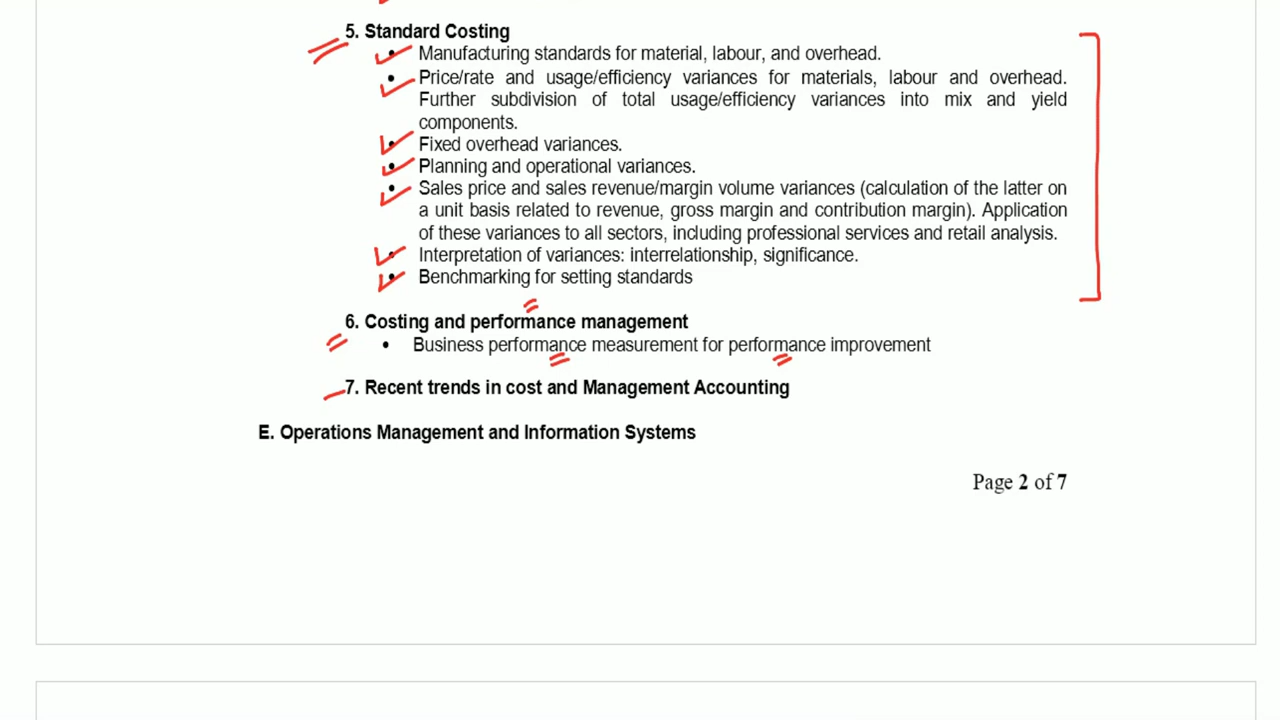 5. Standard Costing
• Manufacturing standards for material, labour, and overhead.
• Price/rate and usage/efficiency variances for materials, labour and overhead.
Further subdivision of total usage/efficiency variances into mix and yield
components.
• Fixed overhead variances.
• Planning and operational variances.
• Sales price and sales revenue/margin volume variances (calculation of the latter on
a unit basis related to revenue, gross margin and contribution margin). Application
of these variances to all sectors, including professional services and retail analysis.
• Interpretation of variances: interrelationship, significance.
• Benchmarking for setting standards
6. Costing and performance management
• Business performance measurement for performance improvement
7. Recent trends in cost and Management Accounting
E. Operations Management and Information Systems
Page 2 of 7